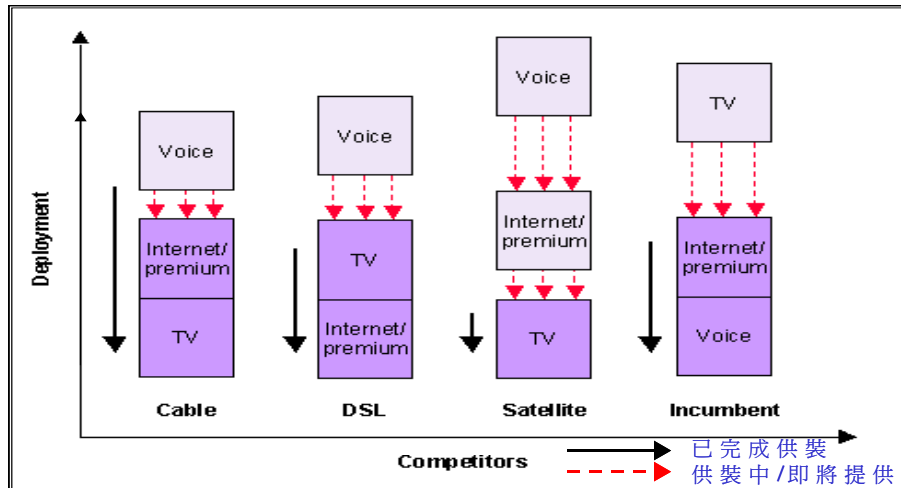 Deployment
Voice
Internet/
premium
TV
Cable
Voice
TV
Internet/
premium
DSL
Voice
Internet/
premium
TV
Satellite
TV
Internet/
premium
Voice
Incumbent
Competitors
已完成供裝
供裝中/即將提供